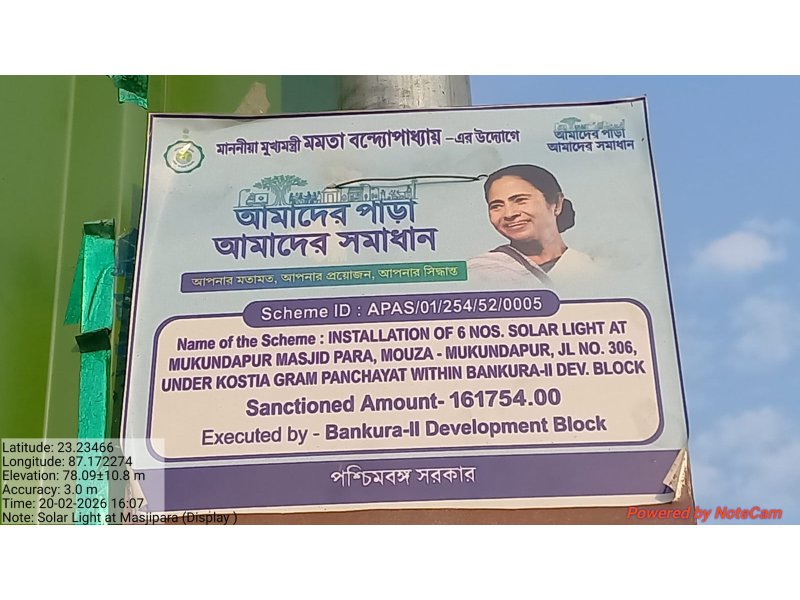 মাননীয়া মুখ্যমন্ত্রী মমতা বন্দ্যোপাধ্যায় –এর উদ্যোগে
আমাদের পাড়া
আমাদের সমাধান
আমাদের পাড়া
আমাদের সমাধান
আপনার মতামত, আপনার প্রয়োজন, আপনার সিদ্ধান্ত
Scheme ID : APAS/01/254/52/0005
Name of the Scheme : INSTALLATION OF 6 NOS. SOLAR LIGHT AT
MUKUNDAPUR MASJID PARA, MOUZA - MUKUNDAPUR, JL NO. 306,
UNDER KOSTIA GRAM PANCHAYAT WITHIN BANKURA-II DEV. BLOCK
Sanctioned Amount- 161754.00
Executed by - Bankura-II Development Block
পশ্চিমবঙ্গ সরকার
Latitude: 23.23466
Longitude: 87.172274
Elevation: 78.09±10.8 m
Accuracy: 3.0 m
Time: 20-02-2026 16:07
Note: Solar Light at Masjipara (Display )
Powered by NoteCam